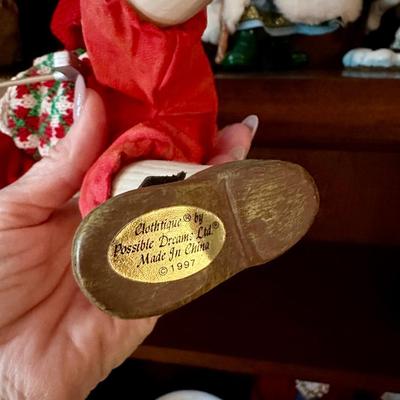 Clothtique® by
Possible Dreams Ltd.®
Made In China
©1997